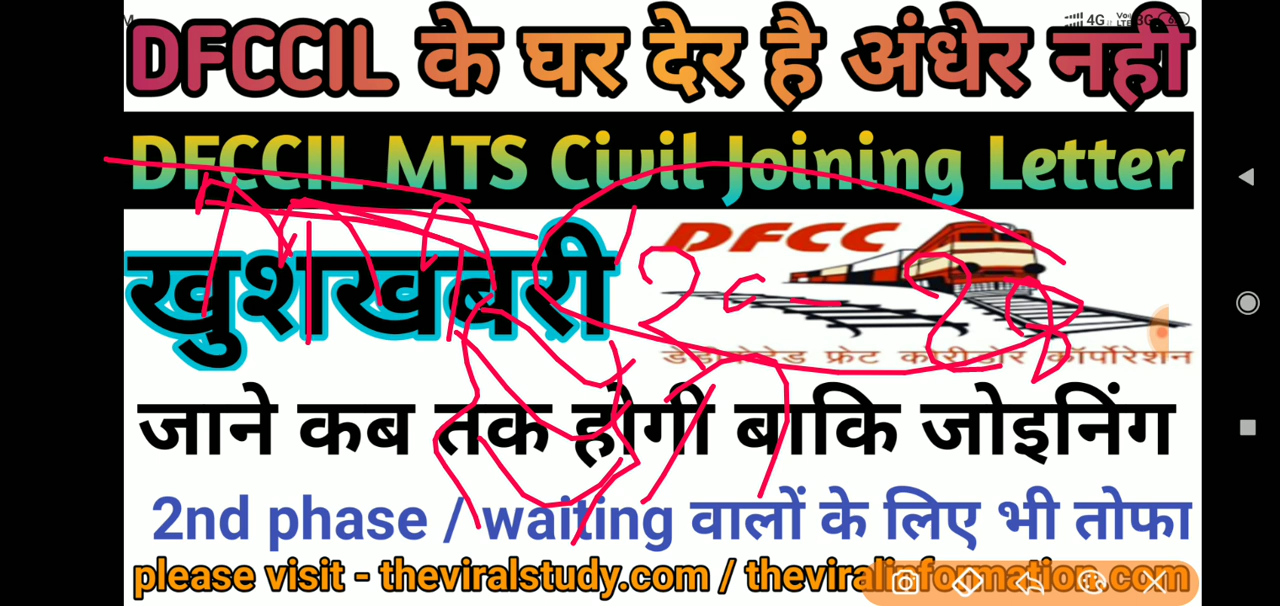 DFCCIL के घर देर है अंधेर नही
DFCCIL MTS Civil Joining Letter
खुशखबरी
DFCC
डेडीकेटेड फ्रेट कारीडोर कॉर्पोरेशन
जाने कब तक होगी बाकि जोइनिंग
2nd phase / waiting वालों के लिए भी तोफा
please visit - theviralstudy.com / theviralinformation.com